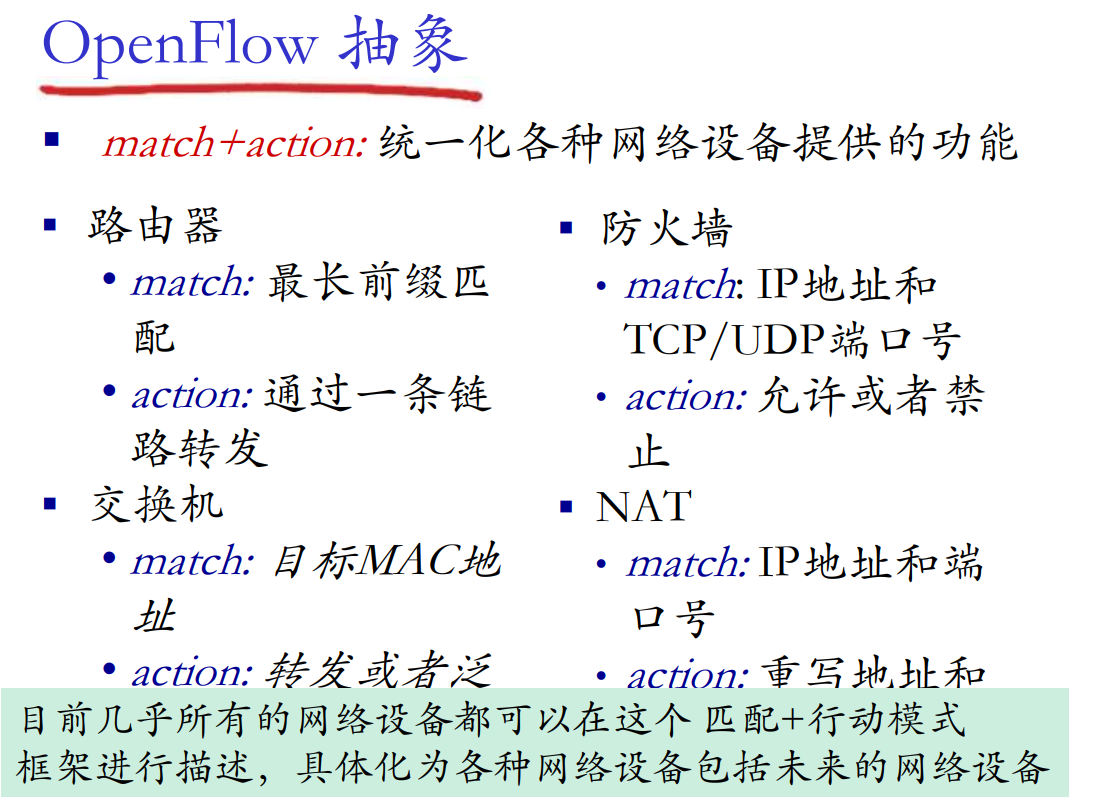 OpenFlow 抽象
match+action: 统一化各种网络设备提供的功能
路由器
match: 最长前缀匹
配
action: 通过一条链
路转发
交换机
match: 目标MAC地
址
action: 转发或者泛
防火墙
match: IP地址和
TCP/UDP端口号
action: 允许或者禁
止
NAT
match: IP地址和端
口号
action: 重写地址和
目前几乎所有的网络设备都可以在这个 匹配+行动模式
框架进行描述，具体化为各种网络设备包括未来的网络设备